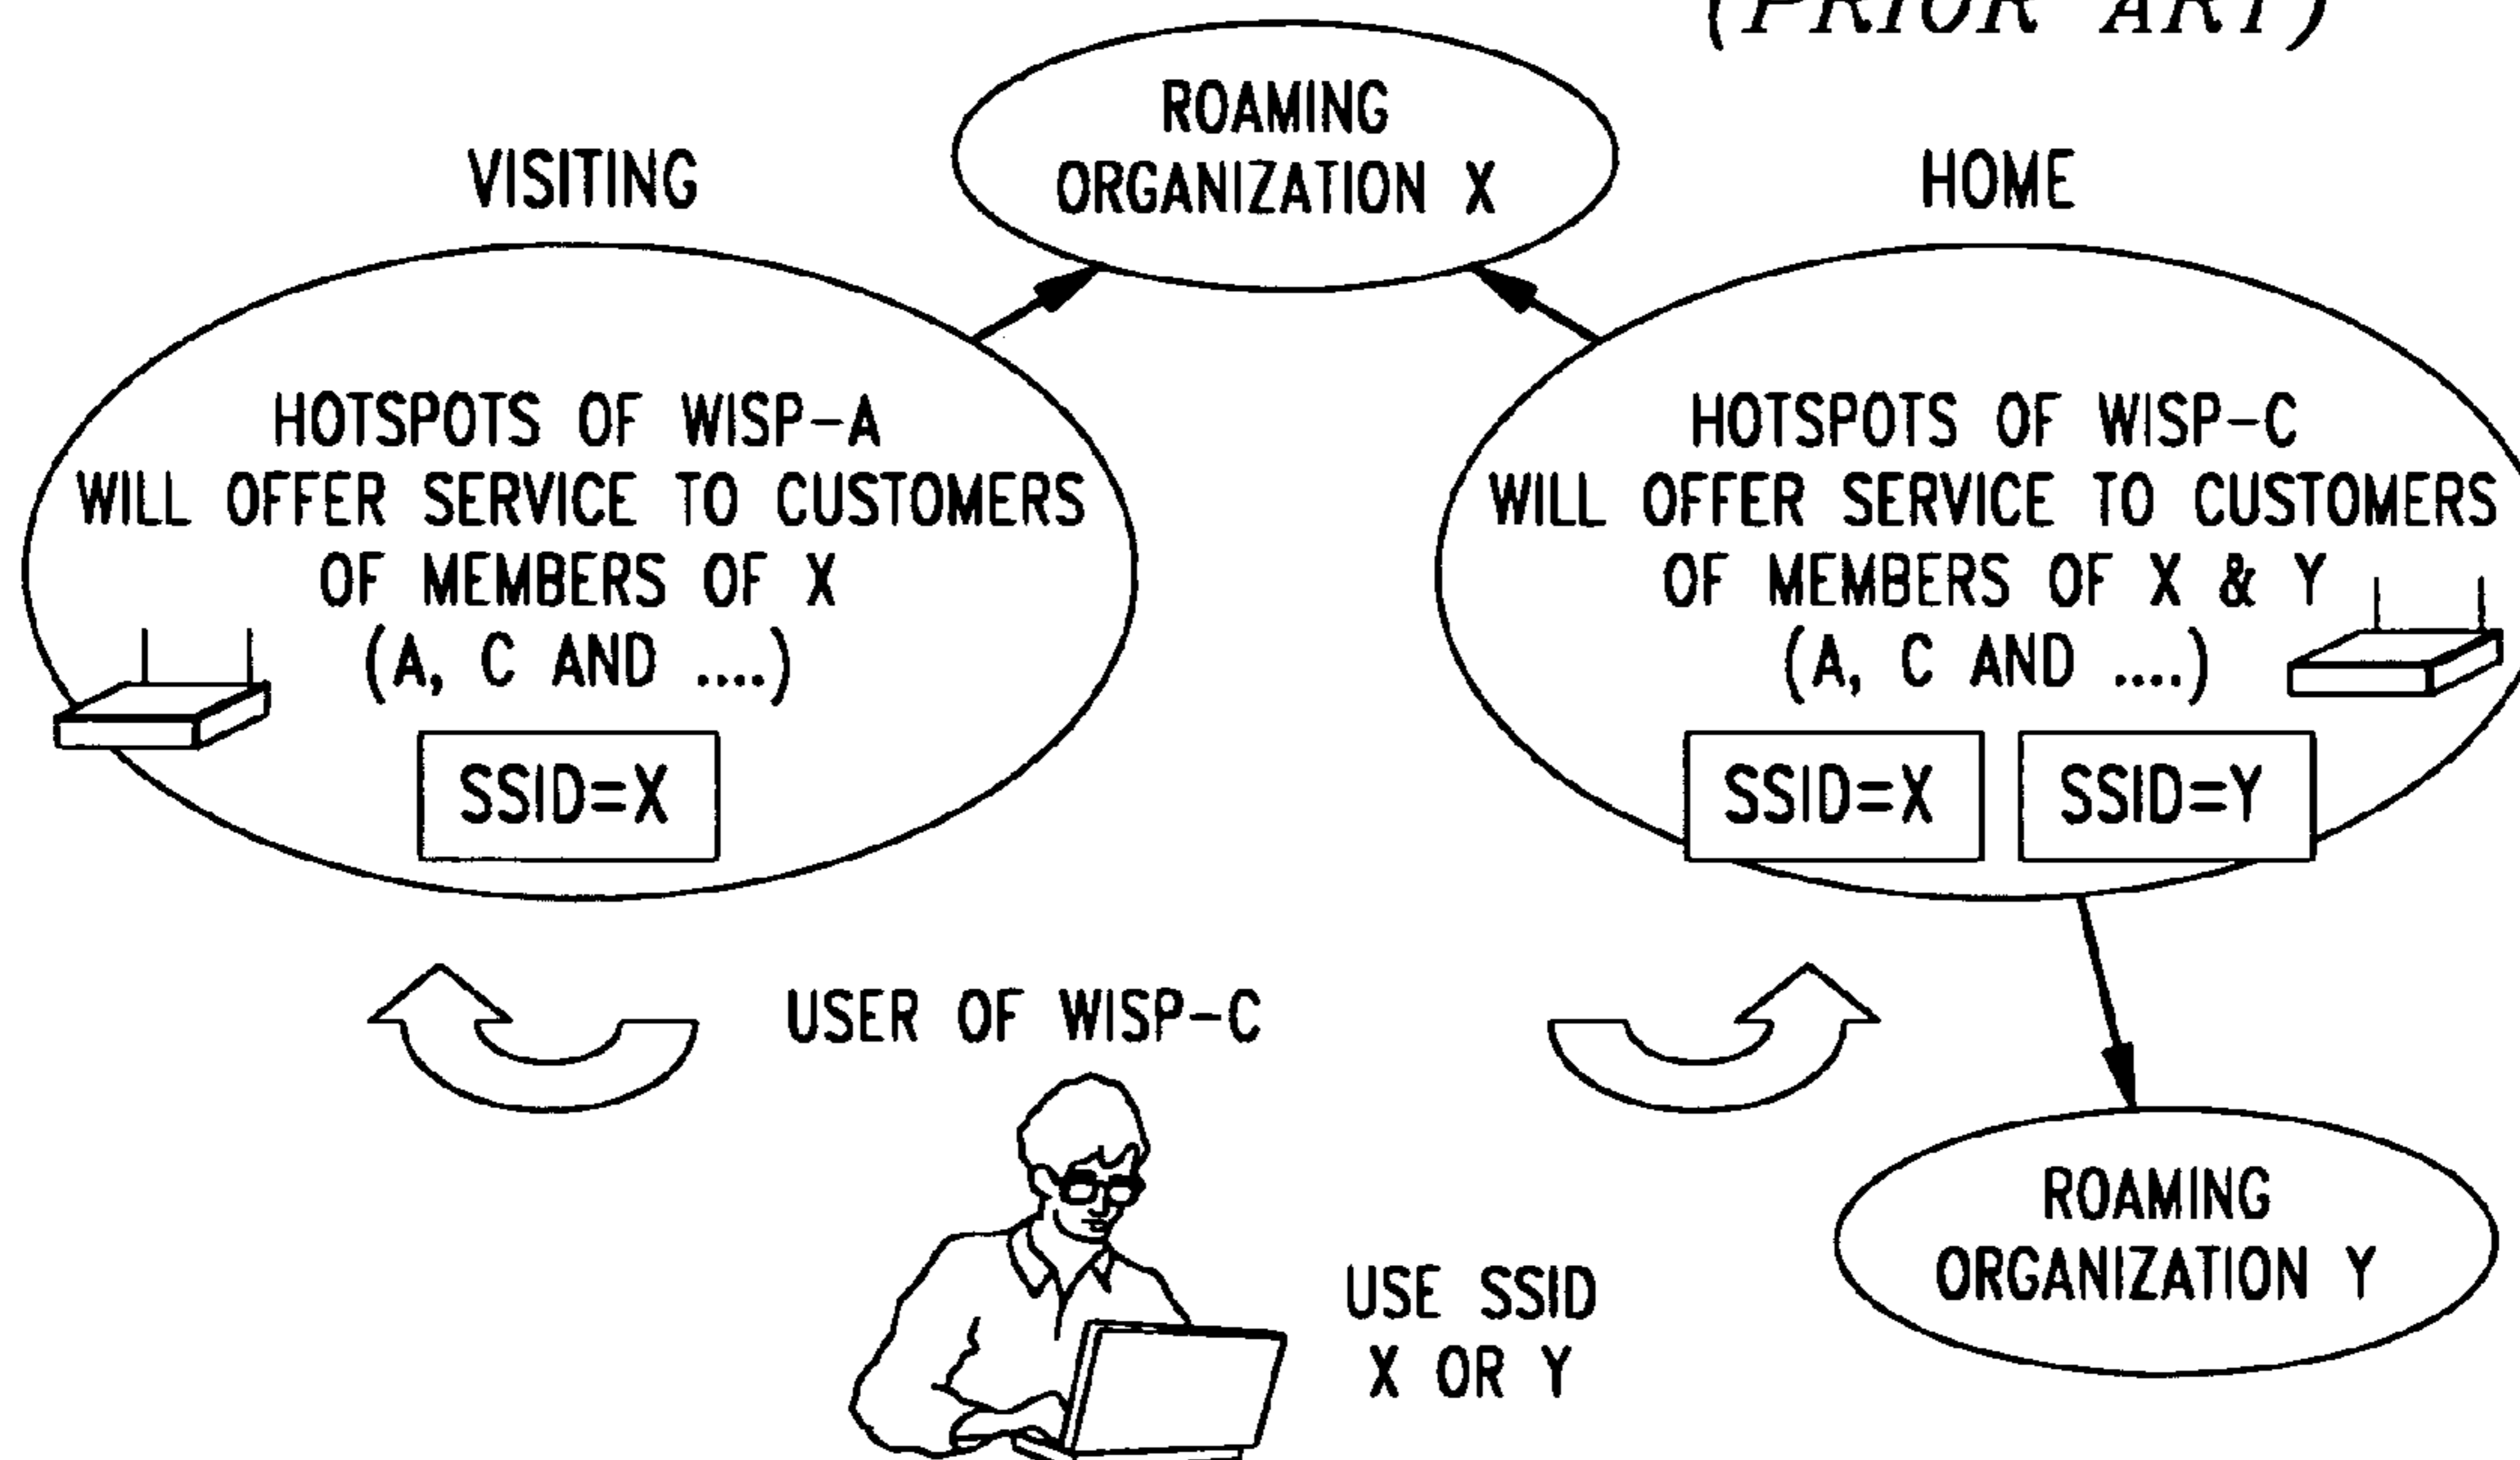 (PRIOR ART)
ROAMING
ORGANIZATION X
VISITING
HOME
HOTSPOTS OF WISP-A
WILL OFFER SERVICE TO CUSTOMERS
OF MEMBERS OF X
(A, C AND ....)
SSID=X
HOTSPOTS OF WISP-C
WILL OFFER SERVICE TO CUSTOMERS
OF MEMBERS OF X & Y
(A, C AND ....)
SSID=X
SSID=Y
USER OF WISP-C
USE SSID
X OR Y
ROAMING
ORGANIZATION Y